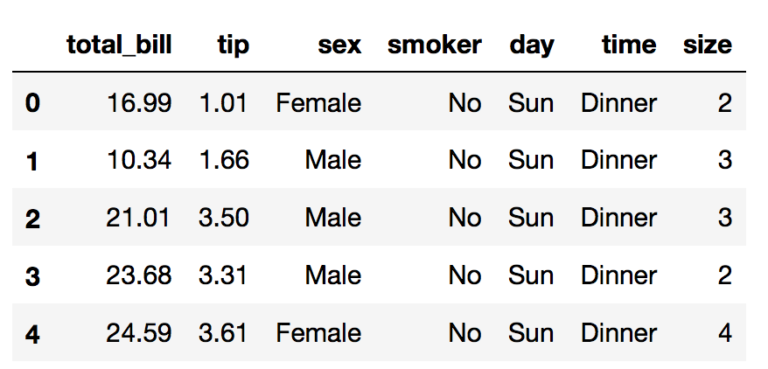 total_bill tip sex smoker day time size
0 16.99 1.01 Female No Sun Dinner 2
1 10.34 1.66 Male No Sun Dinner 3
2 21.01 3.50 Male No Sun Dinner 3
3 23.68 3.31 Male No Sun Dinner 2
4 24.59 3.61 Female No Sun Dinner 4